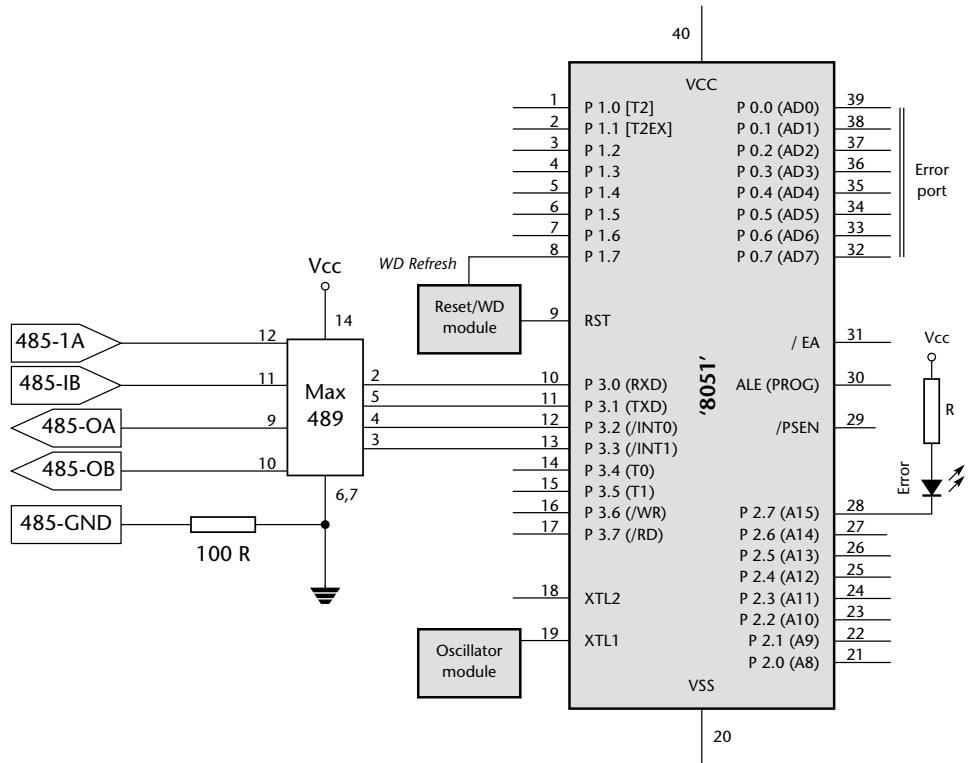 40
VCC
1 P 1.0 [T2] P 0.0 (AD0) 39
2 P 1.1 [T2EX] P 0.1 (AD1) 38
3 P 1.2 P 0.2 (AD2) 37
4 P 1.3 P 0.3 (AD3) 36
5 P 1.4 P 0.4 (AD4) 35
6 P 1.5 P 0.5 (AD5) 34
7 P 1.6 P 0.6 (AD6) 33
8 P 1.7 P 0.7 (AD7) 32
Error
port
WD Refresh
Reset/WD
module
9 RST
/ EA 31
ALE (PROG) 30
/PSEN 29
'8051'
Vcc
14
485-1A 12
485-IB 11
485-OA 9
485-OB 10
Max
489
2 10 P 3.0 (RXD)
5 11 P 3.1 (TXD)
4 12 P 3.2 (/INT0)
3 13 P 3.3 (/INT1)
14 P 3.4 (T0)
15 P 3.5 (T1)
16 P 3.6 (/WR)
17 P 3.7 (/RD)
6,7
485-GND
100 R
Vcc
R
Error
P 2.7 (A15) 28
P 2.6 (A14) 27
P 2.5 (A13) 26
P 2.4 (A12) 25
P 2.3 (A11) 24
P 2.2 (A10) 23
P 2.1 (A9) 22
P 2.0 (A8) 21
18 XTL2
19 XTL1
Oscillator
module
VSS
20